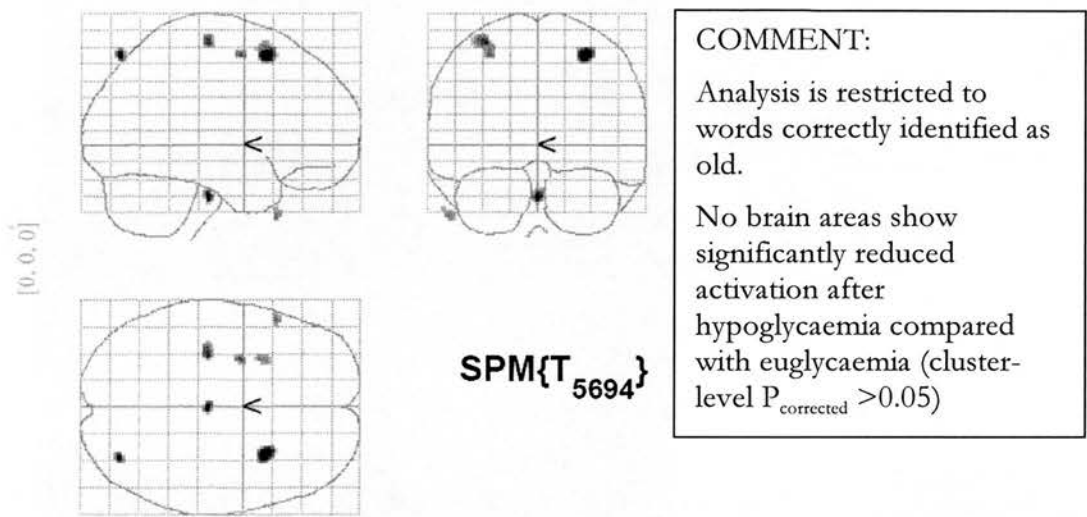 COMMENT:
Analysis is restricted to
words correctly identified as
old.
No brain areas show
significantly reduced
activation after
hypoglycaemia compared
with euglycaemia (cluster-
level Pcorrected >0.05)
[0, 0, 0]
<
<
<
SPM{T5694}